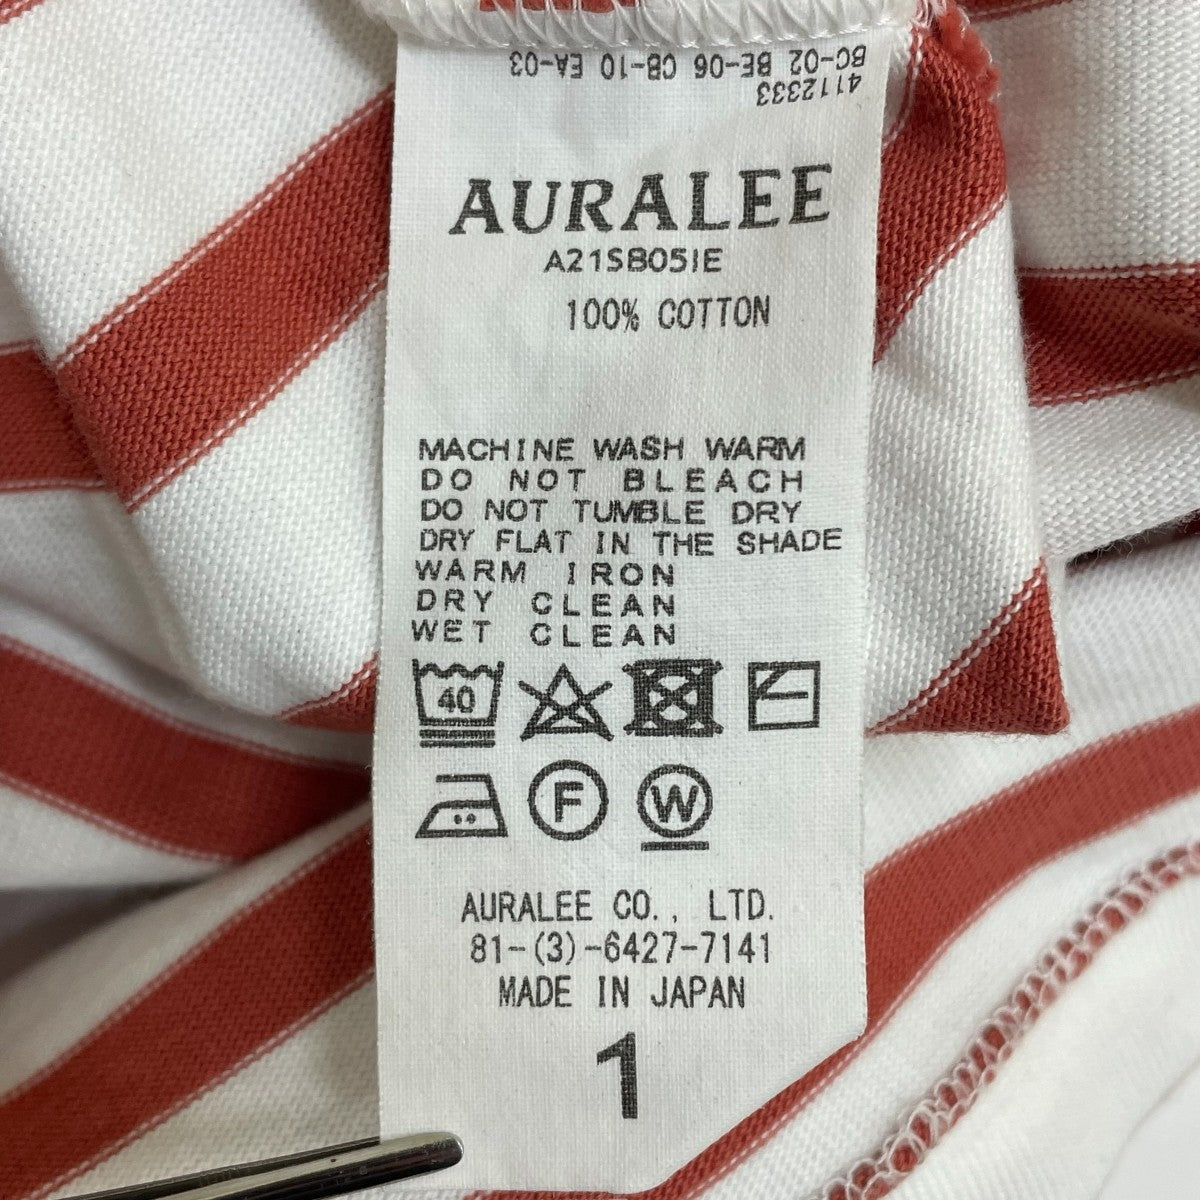 BC-02 BE-06 CB-10 EA-03
4112333
AURALEE
A21SB05IE
100% COTTON
MACHINE WASH WARM
DO NOT BLEACH
DO NOT TUMBLE DRY
DRY FLAT IN THE SHADE
WARM IRON
DRY CLEAN
WET CLEAN
40
F W
AURALEE CO., LTD.
81-(3)-6427-7141
MADE IN JAPAN
1